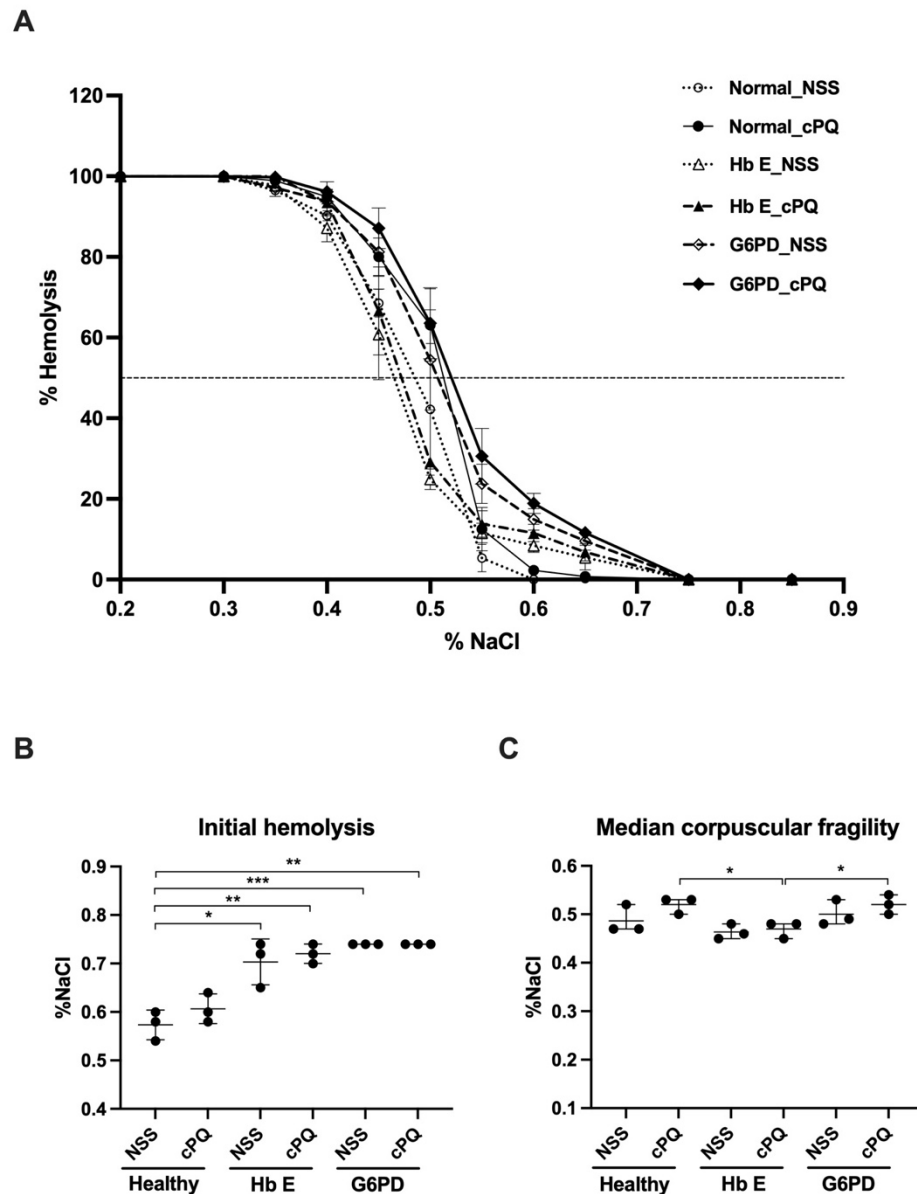 A
120
100
80
60
40
20
0
% Hemolysis
0.2 0.3 0.4 0.5 0.6 0.7 0.8 0.9
% NaCl
Normal_NSS
Normal_cPQ
Hb E_NSS
Hb E_cPQ
G6PD_NSS
G6PD_cPQ
B
Initial hemolysis
0.9
0.8
0.7
0.6
0.5
0.4
%NaCl
**
***
**
*
NSS cPQ NSS cPQ NSS cPQ
Healthy Hb E G6PD
C
Median corpuscular fragility
0.6
0.5
0.4
0.3
0.2
0.1
%NaCl
* *
NSS cPQ NSS cPQ NSS cPQ
Healthy Hb E G6PD